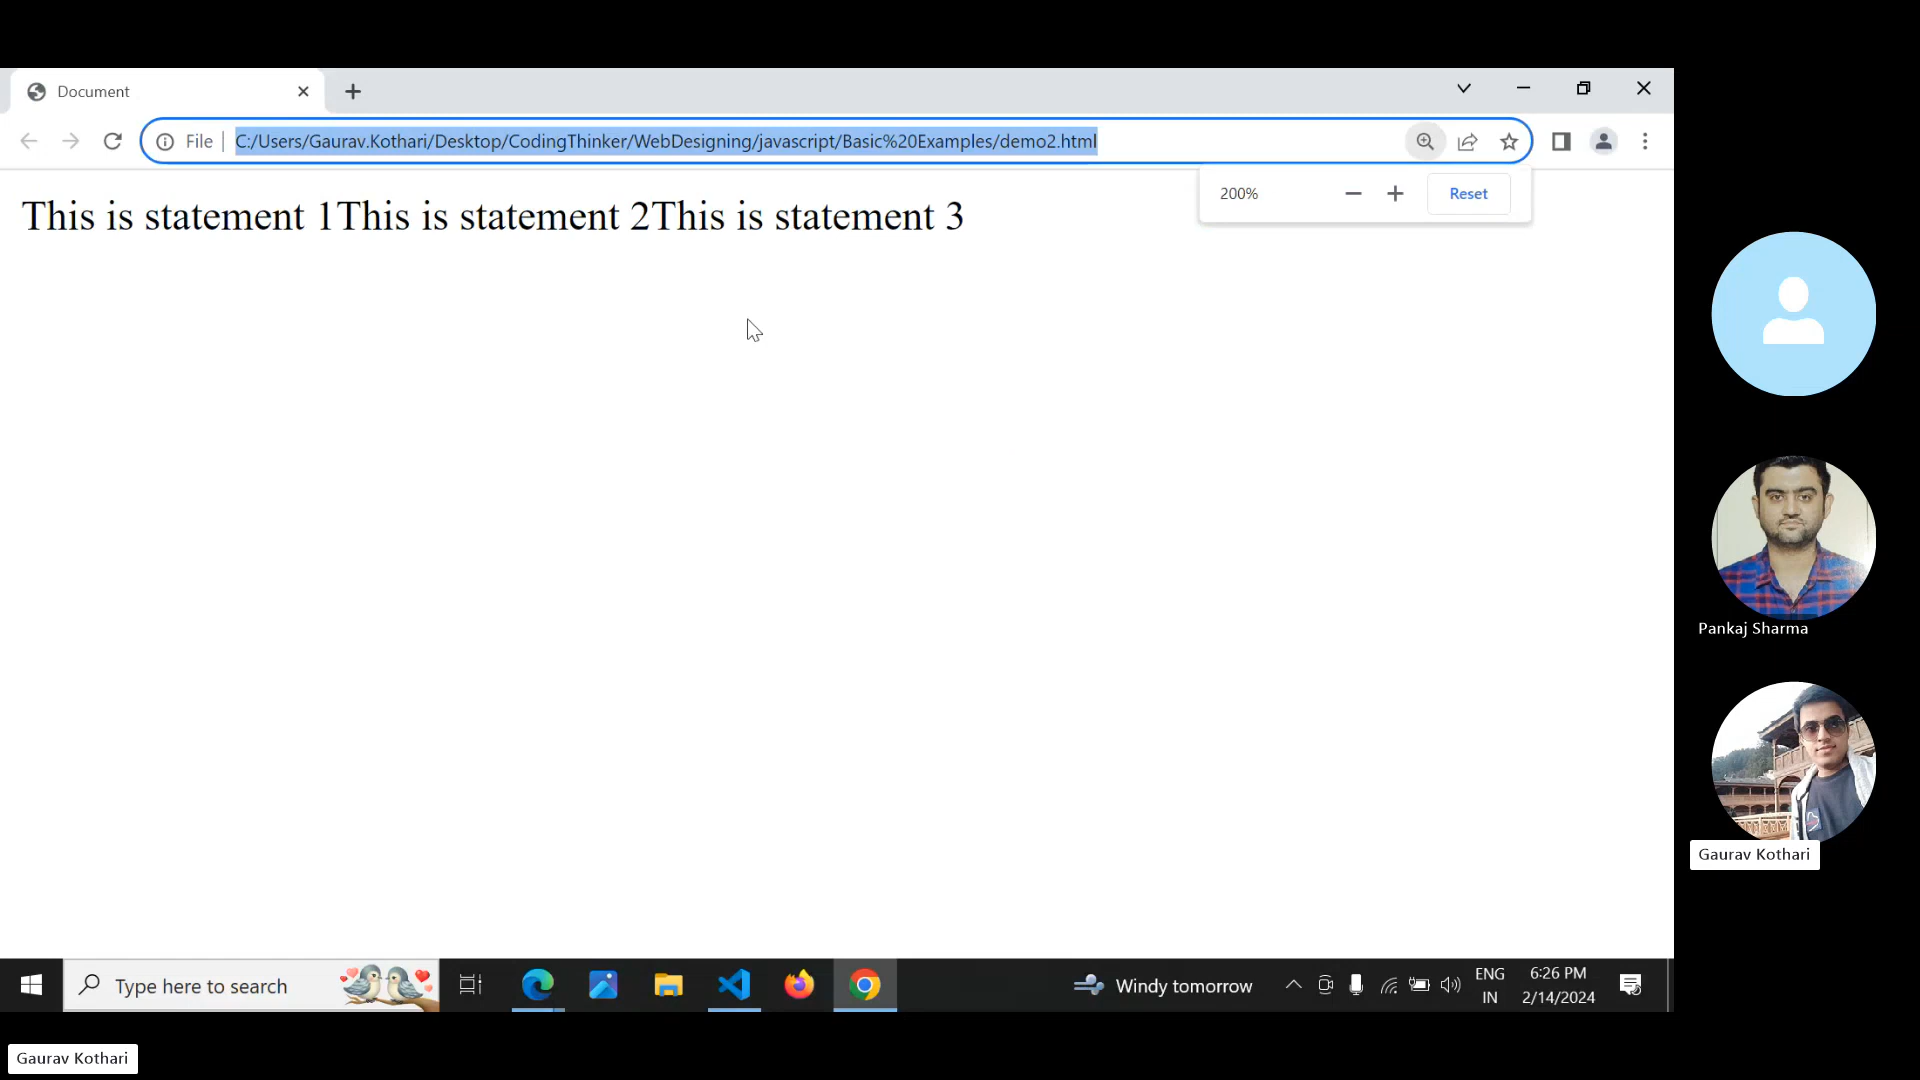 Document
File
C:/Users/Gaurav.Kothari/Desktop/CodingThinker/WebDesigning/javascript/Basic%20Examples/demo2.html
200%
Reset
This is statement 1This is statement 2This is statement 3
Pankaj Sharma
Gaurav Kothari
Type here to search
Windy tomorrow
ENG
IN
6:26 PM
2/14/2024
Gaurav Kothari